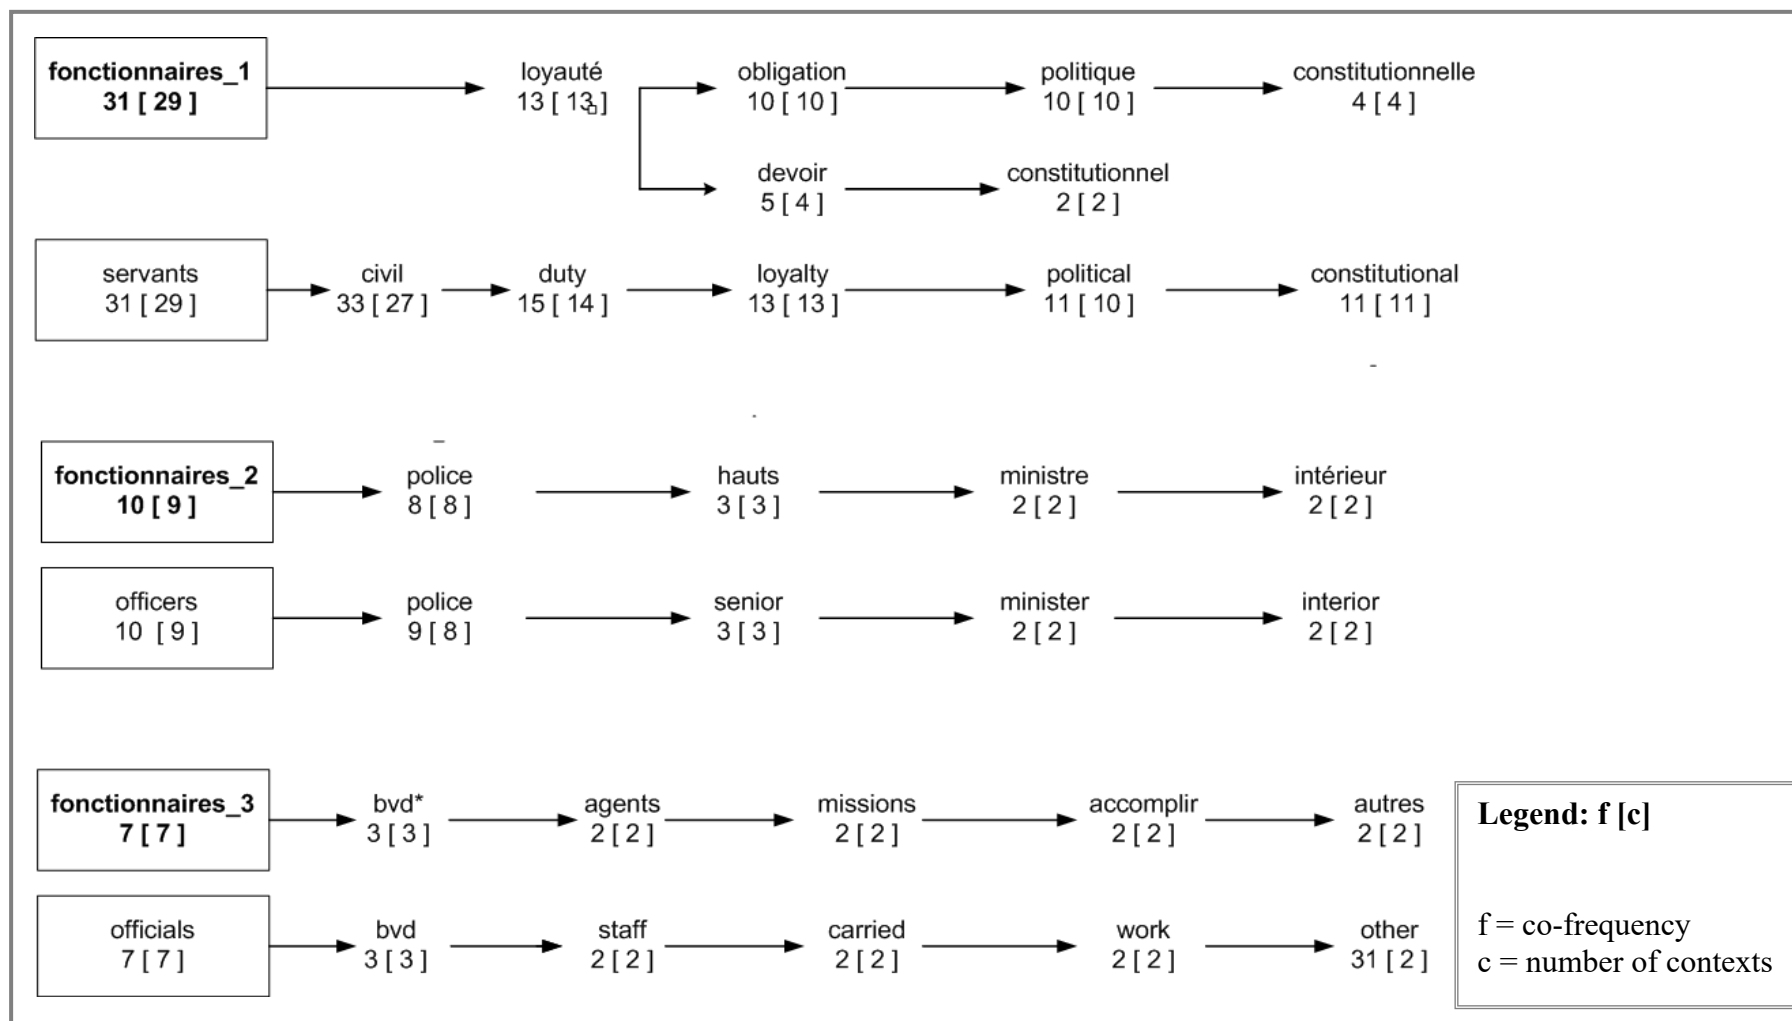 fonctionnaires_1
31 [ 29 ]
loyauté
13 [ 13 ]
obligation
10 [ 10 ]
politique
10 [ 10 ]
constitutionnelle
4 [ 4 ]
devoir
5 [ 4 ]
constitutionnel
2 [ 2 ]
servants
31 [ 29 ]
civil
33 [ 27 ]
duty
15 [ 14 ]
loyalty
13 [ 13 ]
political
11 [ 10 ]
constitutional
11 [ 11 ]
fonctionnaires_2
10 [ 9 ]
police
8 [ 8 ]
hauts
3 [ 3 ]
ministre
2 [ 2 ]
intérieur
2 [ 2 ]
officers
10 [ 9 ]
police
9 [ 8 ]
senior
3 [ 3 ]
minister
2 [ 2 ]
interior
2 [ 2 ]
fonctionnaires_3
7 [ 7 ]
bvd*
3 [ 3 ]
agents
2 [ 2 ]
missions
2 [ 2 ]
accomplir
2 [ 2 ]
autres
2 [ 2 ]
officials
7 [ 7 ]
bvd
3 [ 3 ]
staff
2 [ 2 ]
carried
2 [ 2 ]
work
2 [ 2 ]
other
31 [ 2 ]
Legend: f [c]
f = co-frequency
c = number of contexts